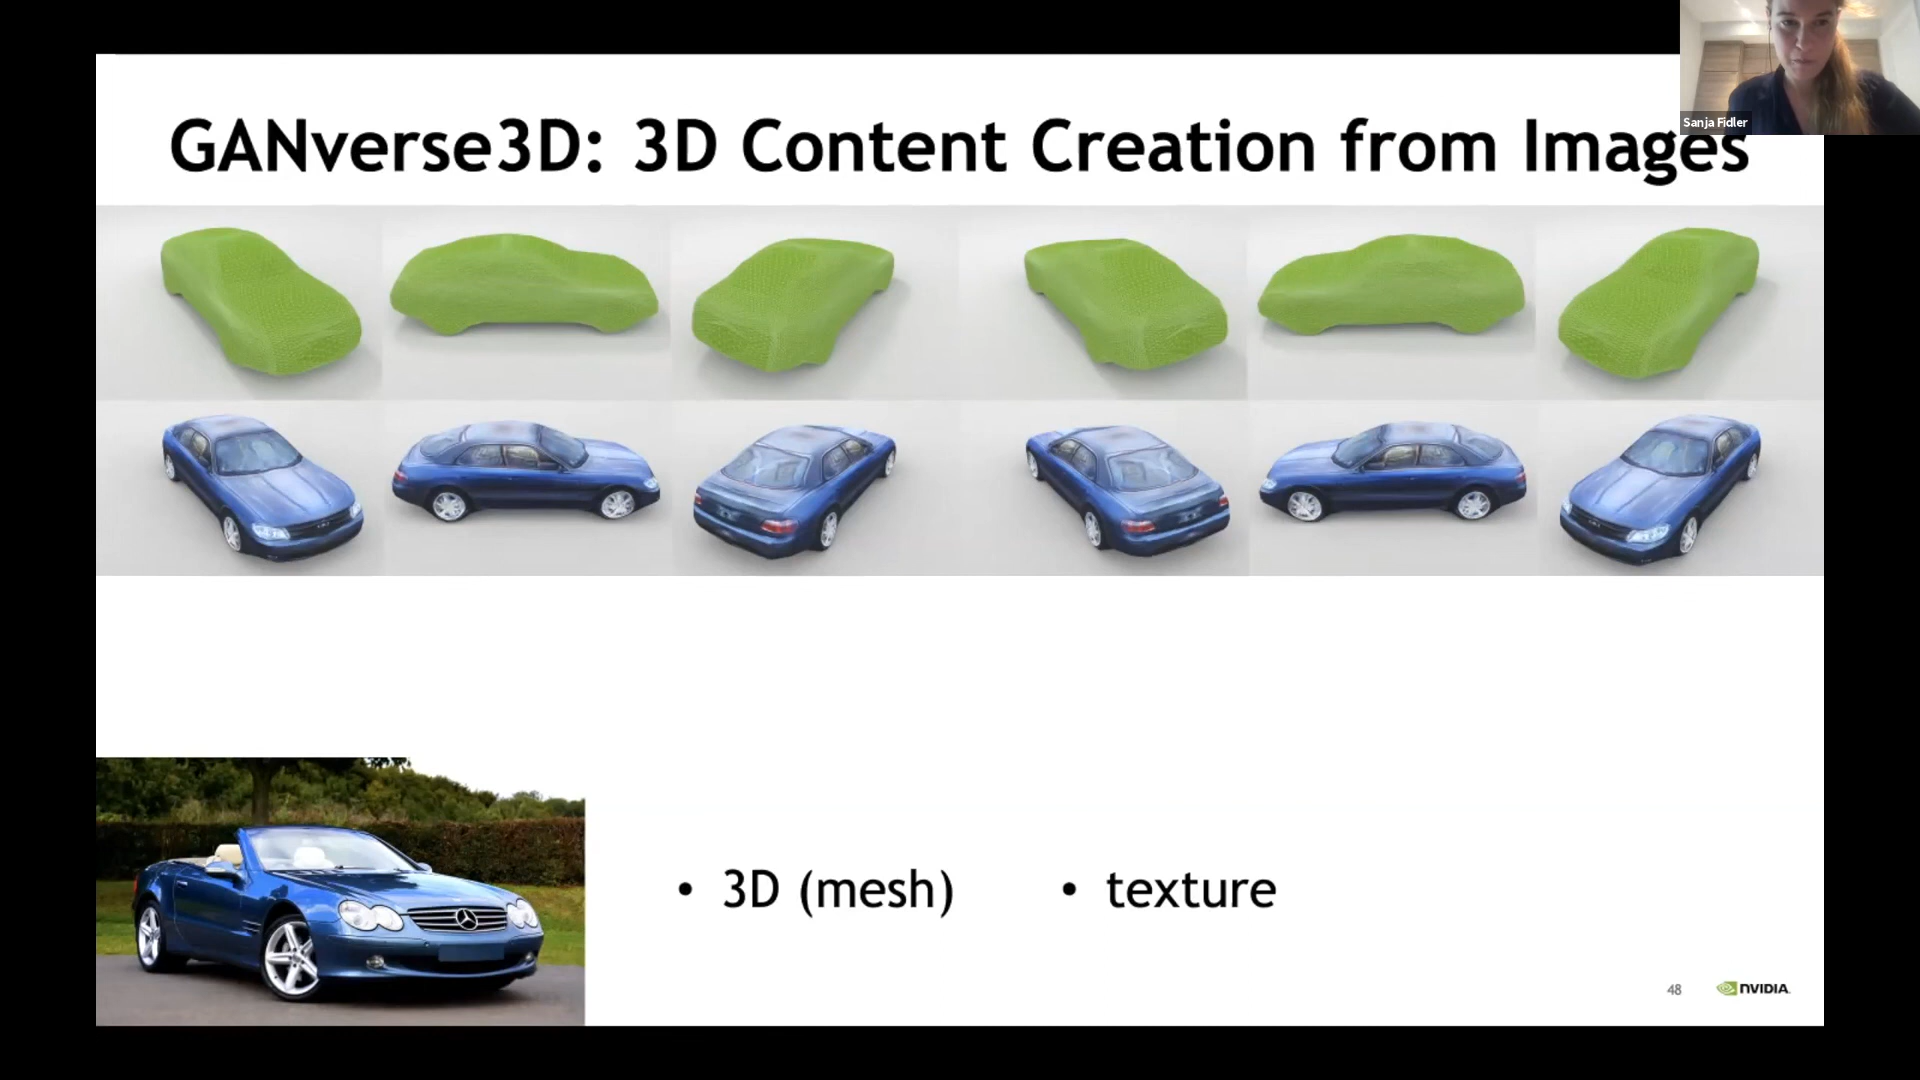 Sanja Fidler
GANverse3D: 3D Content Creation from Images
• 3D (mesh)
• texture
48
NVIDIA.